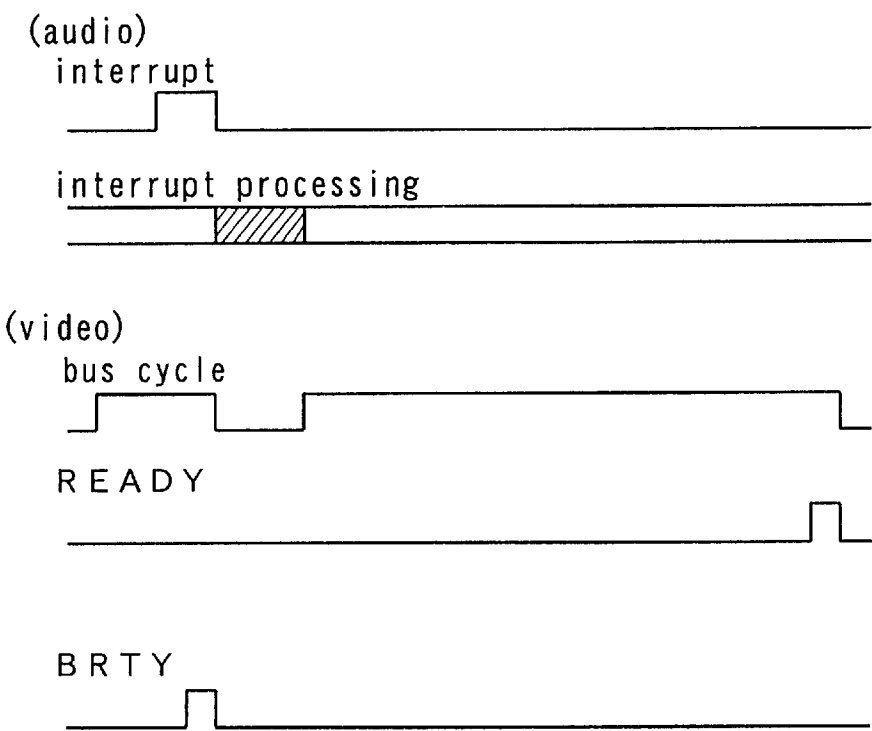 (audio)
interrupt
interrupt processing
(video)
bus cycle
READY
BRTY